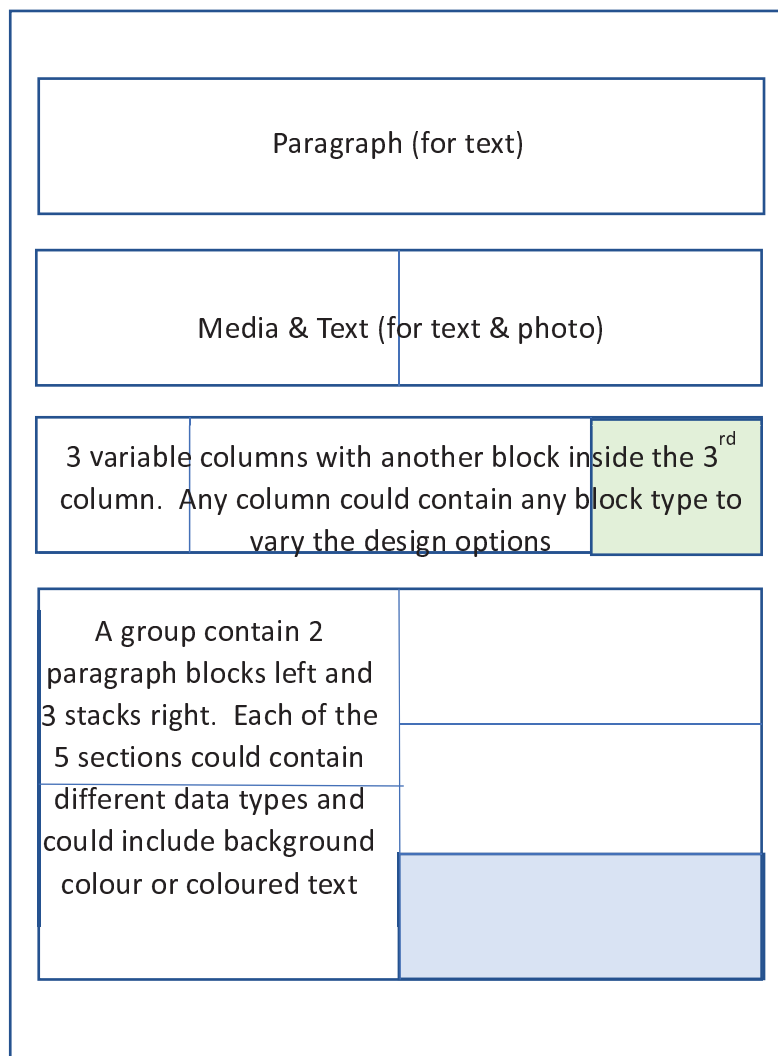 Paragraph (for text)
Media & Text (for text & photo)
3 variable columns with another block inside the 3rd
column.  Any column could contain any block type to
vary the design options
A group contain 2
paragraph blocks left and
3 stacks right.  Each of the
5 sections could contain
different data types and
could include background
colour or coloured text